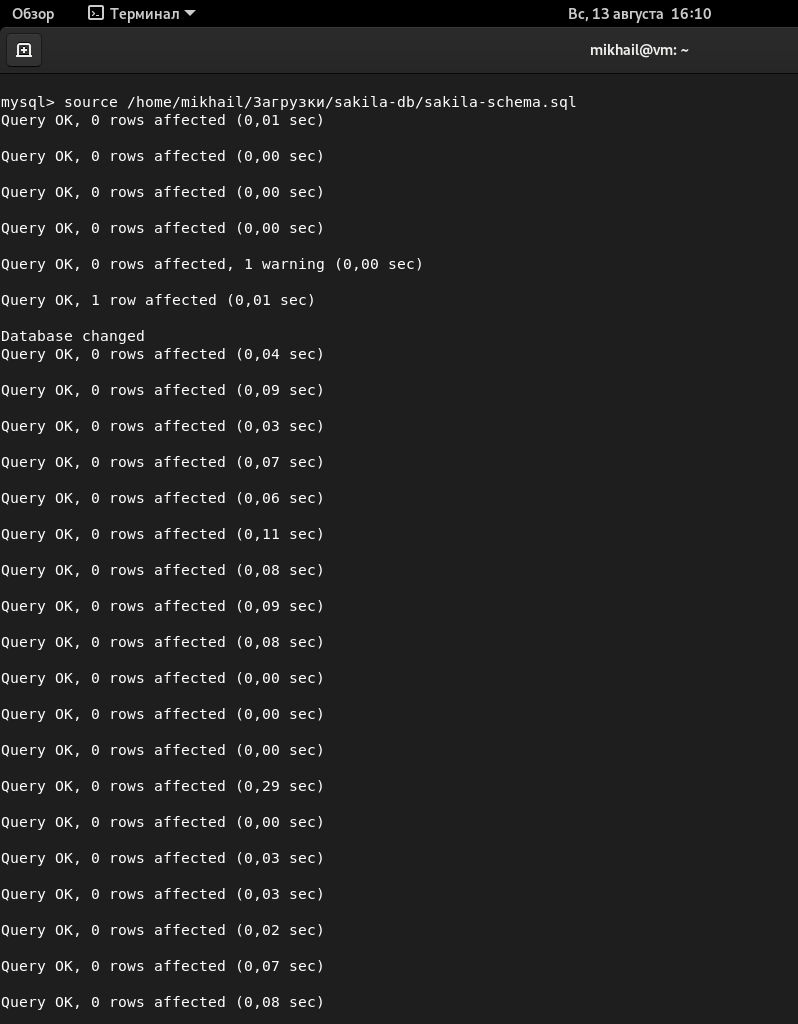 Обзор Терминал Вс, 13 августа 16:10
mikhail@vm: ~
mysql> source /home/mikhail/Загрузки/sakila-db/sakila-schema.sql
Query OK, 0 rows affected (0,01 sec)
Query OK, 0 rows affected (0,00 sec)
Query OK, 0 rows affected (0,00 sec)
Query OK, 0 rows affected (0,00 sec)
Query OK, 0 rows affected, 1 warning (0,00 sec)
Query OK, 1 row affected (0,01 sec)
Database changed
Query OK, 0 rows affected (0,04 sec)
Query OK, 0 rows affected (0,09 sec)
Query OK, 0 rows affected (0,03 sec)
Query OK, 0 rows affected (0,07 sec)
Query OK, 0 rows affected (0,06 sec)
Query OK, 0 rows affected (0,11 sec)
Query OK, 0 rows affected (0,08 sec)
Query OK, 0 rows affected (0,09 sec)
Query OK, 0 rows affected (0,08 sec)
Query OK, 0 rows affected (0,00 sec)
Query OK, 0 rows affected (0,00 sec)
Query OK, 0 rows affected (0,00 sec)
Query OK, 0 rows affected (0,29 sec)
Query OK, 0 rows affected (0,00 sec)
Query OK, 0 rows affected (0,03 sec)
Query OK, 0 rows affected (0,03 sec)
Query OK, 0 rows affected (0,02 sec)
Query OK, 0 rows affected (0,07 sec)
Query OK, 0 rows affected (0,08 sec)